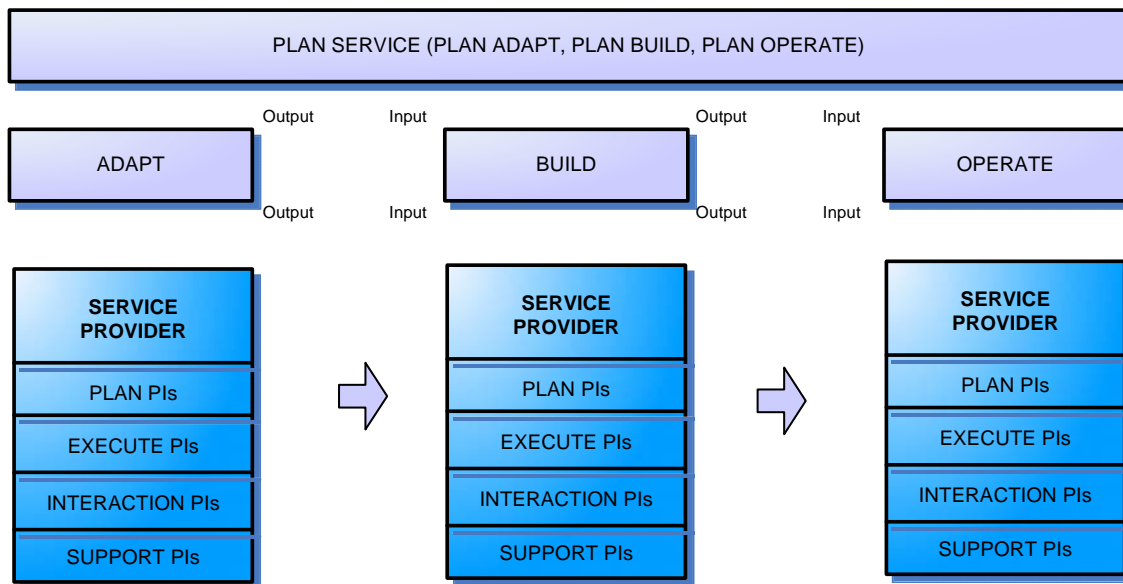 PLAN SERVICE (PLAN ADAPT, PLAN BUILD, PLAN OPERATE)
Output Input Output Input
ADAPT BUILD OPERATE
Output Input Output Input
SERVICE
PROVIDER
PLAN PIs
EXECUTE PIs
INTERACTION PIs
SUPPORT PIs
SERVICE
PROVIDER
PLAN PIs
EXECUTE PIs
INTERACTION PIs
SUPPORT PIs
SERVICE
PROVIDER
PLAN PIs
EXECUTE PIs
INTERACTION PIs
SUPPORT PIs